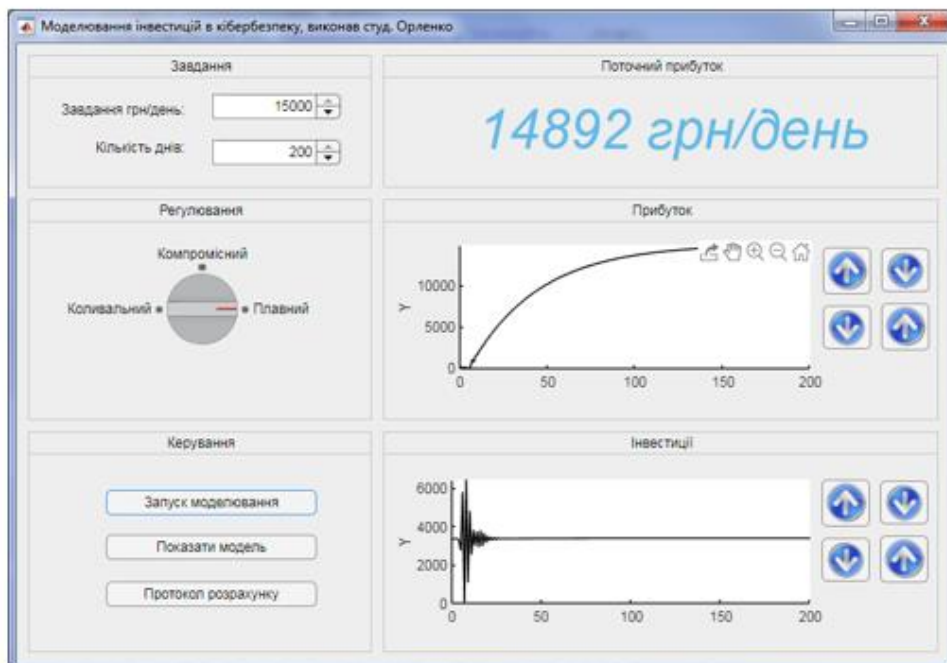 Моделювання інвестицій в кібербезпеку, виконав студ. Орленко
Завдання
Завдання грн/день:
15000
Кількість днів:
200
Поточний прибуток
14892 грн/день
Регулювання
Компромісний
Коливальний
Плавний
Прибуток
Y
10000
5000
0
0 50 100 150 200
Керування
Запуск моделювання
Показати модель
Протокол розрахунку
Інвестиції
Y
6000
4000
2000
0
0 50 100 150 200